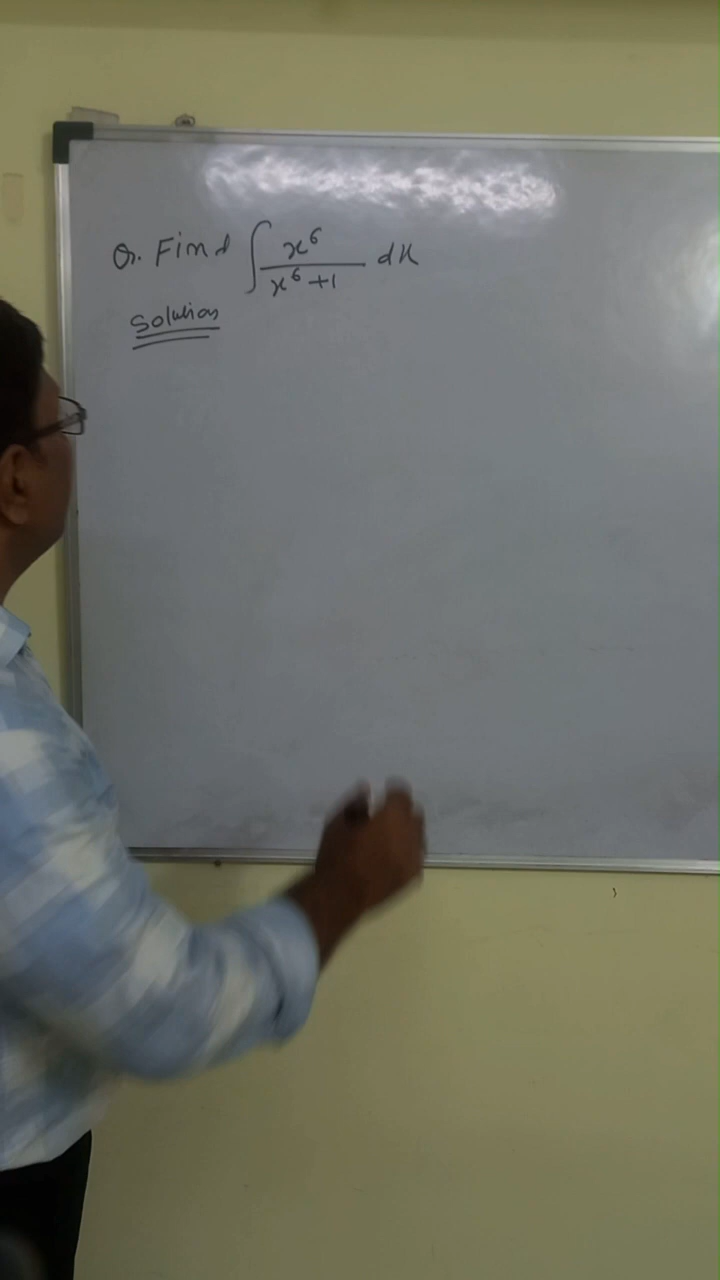 Q. Find ∫ x⁶/(x⁶+1) dx
Solution